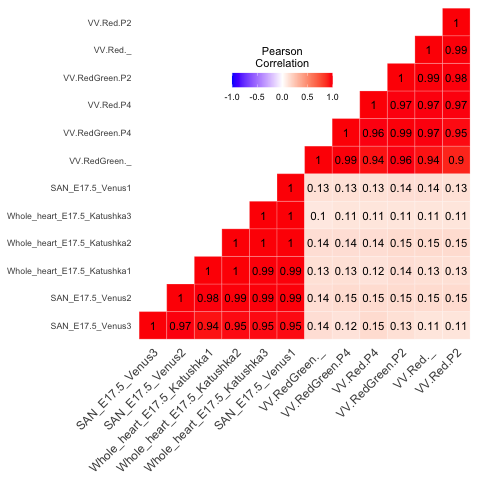 VV.Red.P2 1
VV.Red._ 1 0.99
Pearson
Correlation
-1.0 -0.5 0.0 0.5 1.0
VV.RedGreen.P2 1 0.99 0.98
VV.Red.P4 1 0.97 0.97 0.97
VV.RedGreen.P4 1 0.96 0.99 0.97 0.95
VV.RedGreen._ 1 0.99 0.94 0.96 0.94 0.9
SAN_E17.5_Venus1 1 0.13 0.13 0.13 0.14 0.14 0.13
Whole_heart_E17.5_Katushka3 1 1 0.1 0.11 0.11 0.11 0.11 0.11
Whole_heart_E17.5_Katushka2 1 1 1 0.14 0.14 0.14 0.15 0.15 0.15
Whole_heart_E17.5_Katushka1 1 1 0.99 0.99 0.13 0.13 0.12 0.14 0.13 0.13
SAN_E17.5_Venus2 1 0.98 0.99 0.99 0.99 0.14 0.15 0.15 0.15 0.15 0.15
SAN_E17.5_Venus3 1 0.97 0.94 0.95 0.95 0.95 0.14 0.12 0.15 0.13 0.11 0.11
SAN_E17.5_Venus3
SAN_E17.5_Venus2
Whole_heart_E17.5_Katushka1
Whole_heart_E17.5_Katushka2
Whole_heart_E17.5_Katushka3
SAN_E17.5_Venus1
VV.RedGreen._
VV.RedGreen.P4
VV.Red.P4
VV.RedGreen.P2
VV.Red._
VV.Red.P2